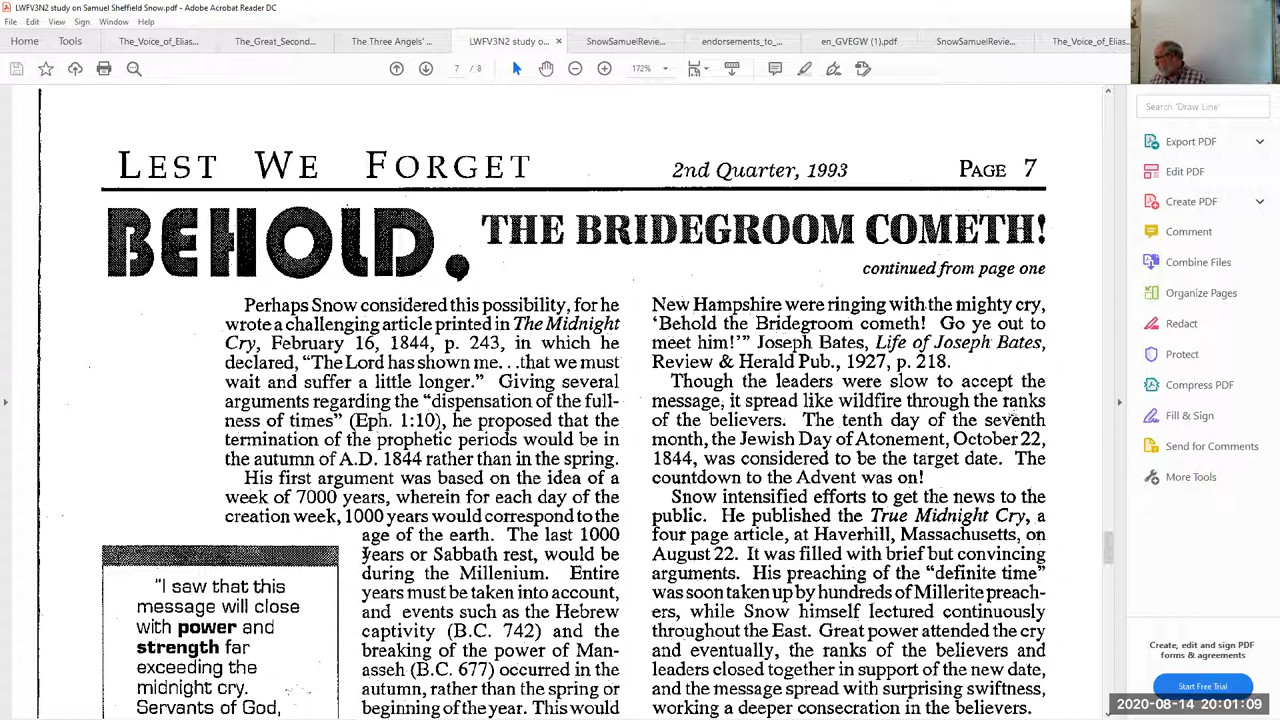 LWFV3N2 study on Samuel Sheffield Snow.pdf - Adobe Acrobat Reader DC
File Edit View Sign Window Help
Home Tools The_Voice_of_Elias... The_Great_Second... The Three Angels' ... LWFV3N2 study o... × SnowSamuelRevie... endorsements_to_... en_GVEGW (1).pdf SnowSamuelRevie... The_Voice_of_Elias...
7 / 8 172%
LEST WE FORGET 2nd Quarter, 1993 PAGE 7
BEHOLD, THE BRIDEGROOM COMETH!
continued from page one
Perhaps Snow considered this possibility, for he
wrote a challenging article printed in The Midnight
Cry, February 16, 1844, p. 243, in which he
declared, "The Lord has shown me. . .that we must
wait and suffer a little longer." Giving several
arguments regarding the "dispensation of the full-
ness of times" (Eph. 1:10), he proposed that the
termination of the prophetic periods would be in
the autumn of A.D. 1844 rather than in the spring.
His first argument was based on the idea of a
week of 7000 years, wherein for each day of the
creation week, 1000 years would correspond to the
age of the earth. The last 1000
years or Sabbath rest, would be
during the Millenium. Entire
years must be taken into account,
and events such as the Hebrew
captivity (B.C. 742) and the
breaking of the power of Man-
asseh (B.C. 677) occurred in the
autumn, rather than the spring or
beginning of the year. This would
"I saw that this
message will close
with power and
strength far
exceeding the
midnight cry.
Servants of God,
New Hampshire were ringing with the mighty cry,
'Behold the Bridegroom cometh! Go ye out to
meet him!'" Joseph Bates, Life of Joseph Bates,
Review & Herald Pub., 1927, p. 218.
Though the leaders were slow to accept the
message, it spread like wildfire through the ranks
of the believers. The tenth day of the seventh
month, the Jewish Day of Atonement, October 22,
1844, was considered to be the target date. The
countdown to the Advent was on!
Snow intensified efforts to get the news to the
public. He published the True Midnight Cry, a
four page article, at Haverhill, Massachusetts, on
August 22. It was filled with brief but convincing
arguments. His preaching of the "definite time"
was soon taken up by hundreds of Millerite preach-
ers, while Snow himself lectured continuously
throughout the East. Great power attended the cry
and eventually, the ranks of the believers and
leaders closed together in support of the new date,
and the message spread with surprising swiftness,
working a deeper consecration in the believers.
Search 'Draw Line'
Export PDF
Edit PDF
Create PDF
Comment
Combine Files
Organize Pages
Redact
Protect
Compress PDF
Fill & Sign
Send for Comments
More Tools
Create, edit and sign PDF
forms & agreements
Start Free Trial
2020-08-14 20:01:09